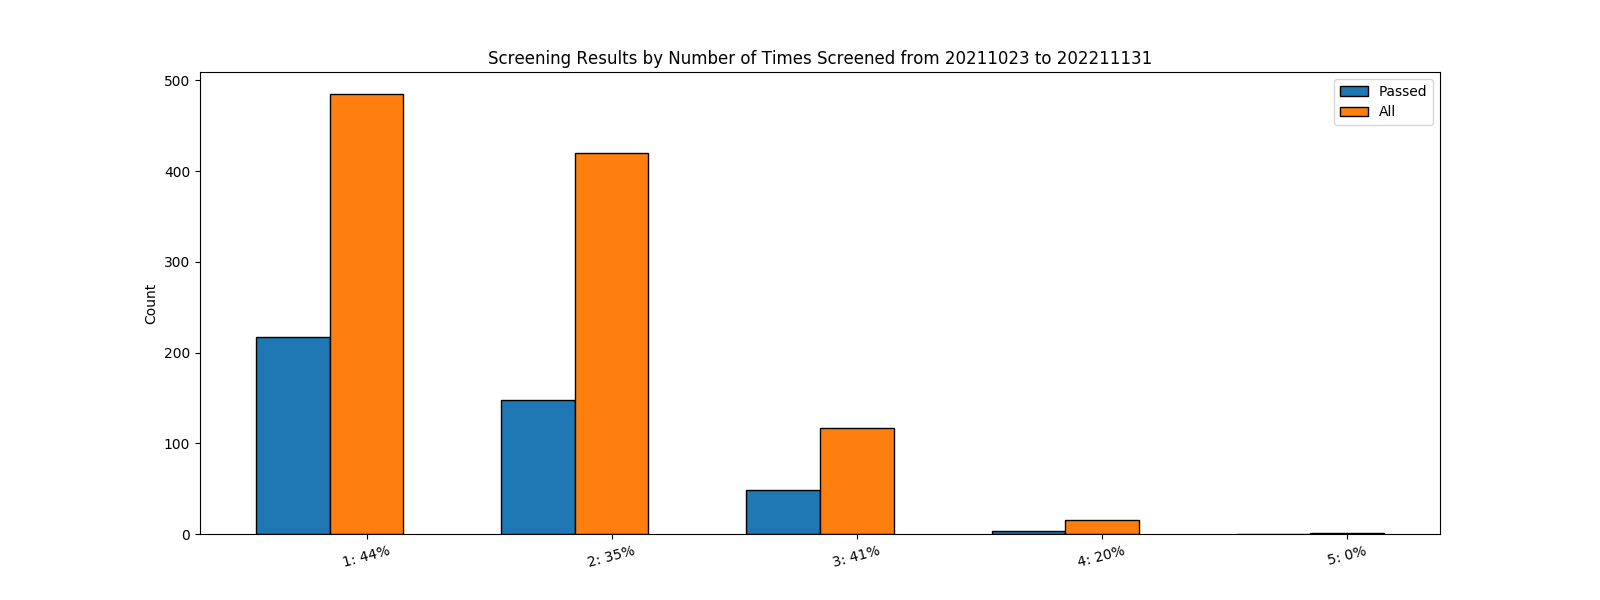 Screening Results by Number of Times Screened from 20211023 to 202211131
Passed
All
500
400
300
200
100
0
Count
1: 44%
2: 35%
3: 41%
4: 20%
5: 0%